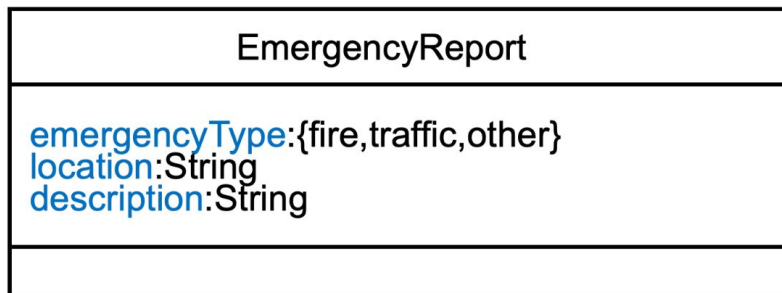 EmergencyReport
emergencyType:{fire,traffic,other}
location:String
description:String